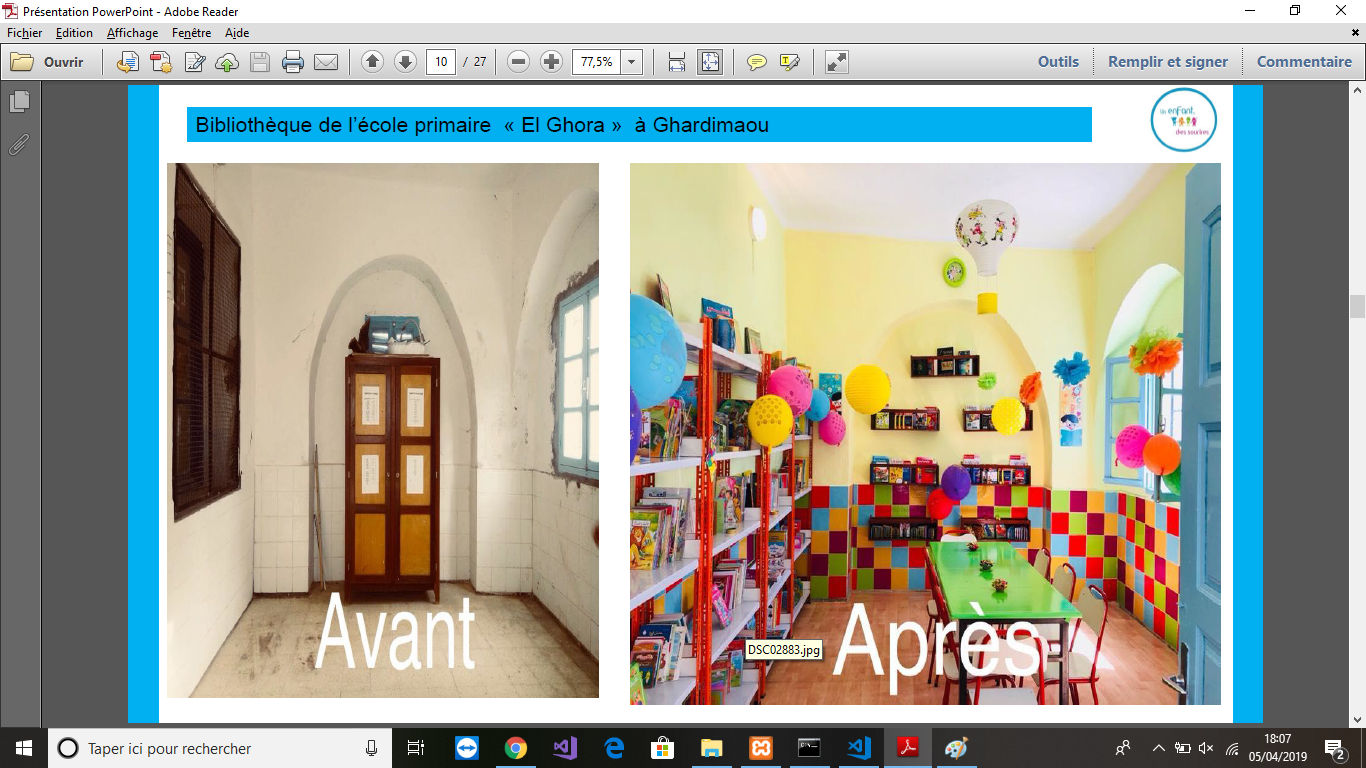 Présentation PowerPoint - Adobe Reader
Fichier Edition Affichage Fenêtre Aide
Ouvrir 10 / 27 77,5% Outils Remplir et signer Commentaire
Bibliothèque de l'école primaire « El Ghora » à Ghardimaou
un enfant,
des sourires
Avant
Après
DSC02883.jpg
Taper ici pour rechercher
18:07
05/04/2019
2